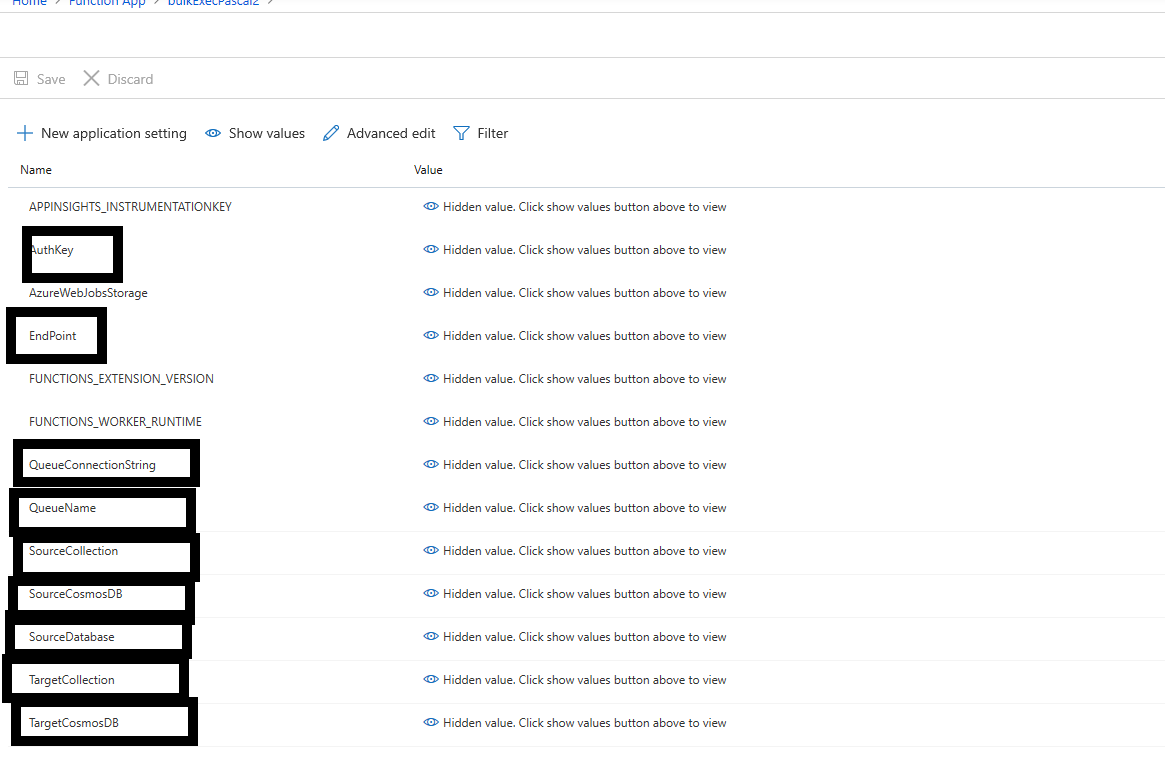 Home > Function App > bulkExecPascal2 >
Save Discard
New application setting Show values Advanced edit Filter
Name Value
APPINSIGHTS_INSTRUMENTATIONKEY Hidden value. Click show values button above to view
AuthKey Hidden value. Click show values button above to view
AzureWebJobsStorage Hidden value. Click show values button above to view
EndPoint Hidden value. Click show values button above to view
FUNCTIONS_EXTENSION_VERSION Hidden value. Click show values button above to view
FUNCTIONS_WORKER_RUNTIME Hidden value. Click show values button above to view
QueueConnectionString Hidden value. Click show values button above to view
QueueName Hidden value. Click show values button above to view
SourceCollection Hidden value. Click show values button above to view
SourceCosmosDB Hidden value. Click show values button above to view
SourceDatabase Hidden value. Click show values button above to view
TargetCollection Hidden value. Click show values button above to view
TargetCosmosDB Hidden value. Click show values button above to view